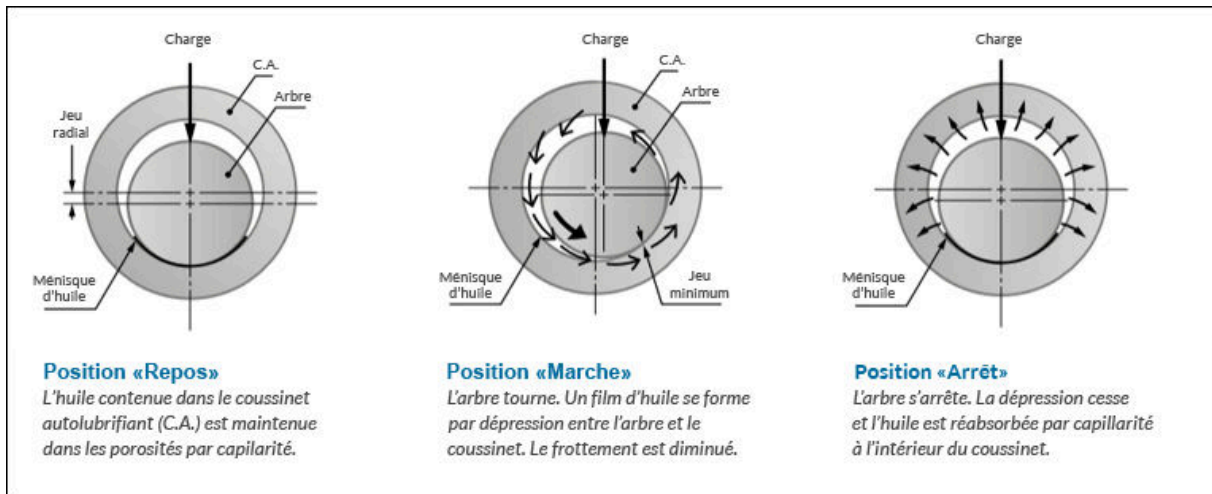 Charge
C.A.
Arbre
Jeu
radial
Ménisque
d'huile
Position «Repos»
L'huile contenue dans le coussinet
autolubrifiant (C.A.) est maintenue
dans les porosités par capilarité.
Charge
C.A.
Arbre
Ménisque
d'huile
Jeu
minimum
Position «Marche»
L'arbre tourne. Un film d'huile se forme
par dépression entre l'arbre et le
coussinet. Le frottement est diminué.
Charge
C.A.
Arbre
Ménisque
d'huile
Position «Arrêt»
L'arbre s'arrête. La dépression cesse
et l'huile est réabsorbée par capillarité
à l'intérieur du coussinet.